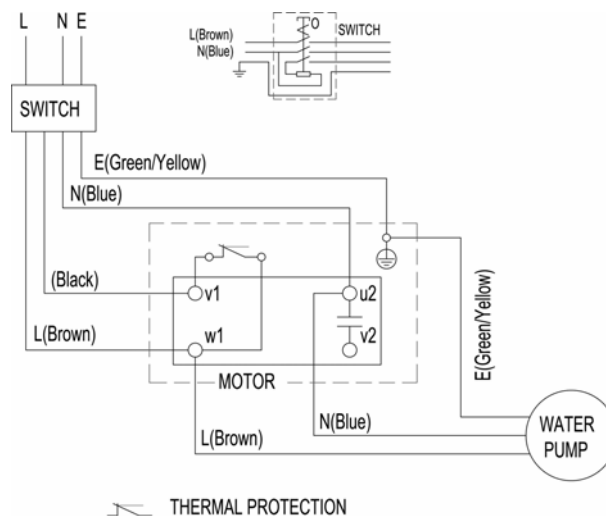 L N E
L(Brown)
N(Blue)
O
SWITCH
SWITCH
E(Green/Yellow)
N(Blue)
(Black)
v1
u2
L(Brown)
w1
v2
MOTOR
E(Green/Yellow)
N(Blue)
L(Brown)
WATER
PUMP
THERMAL PROTECTION